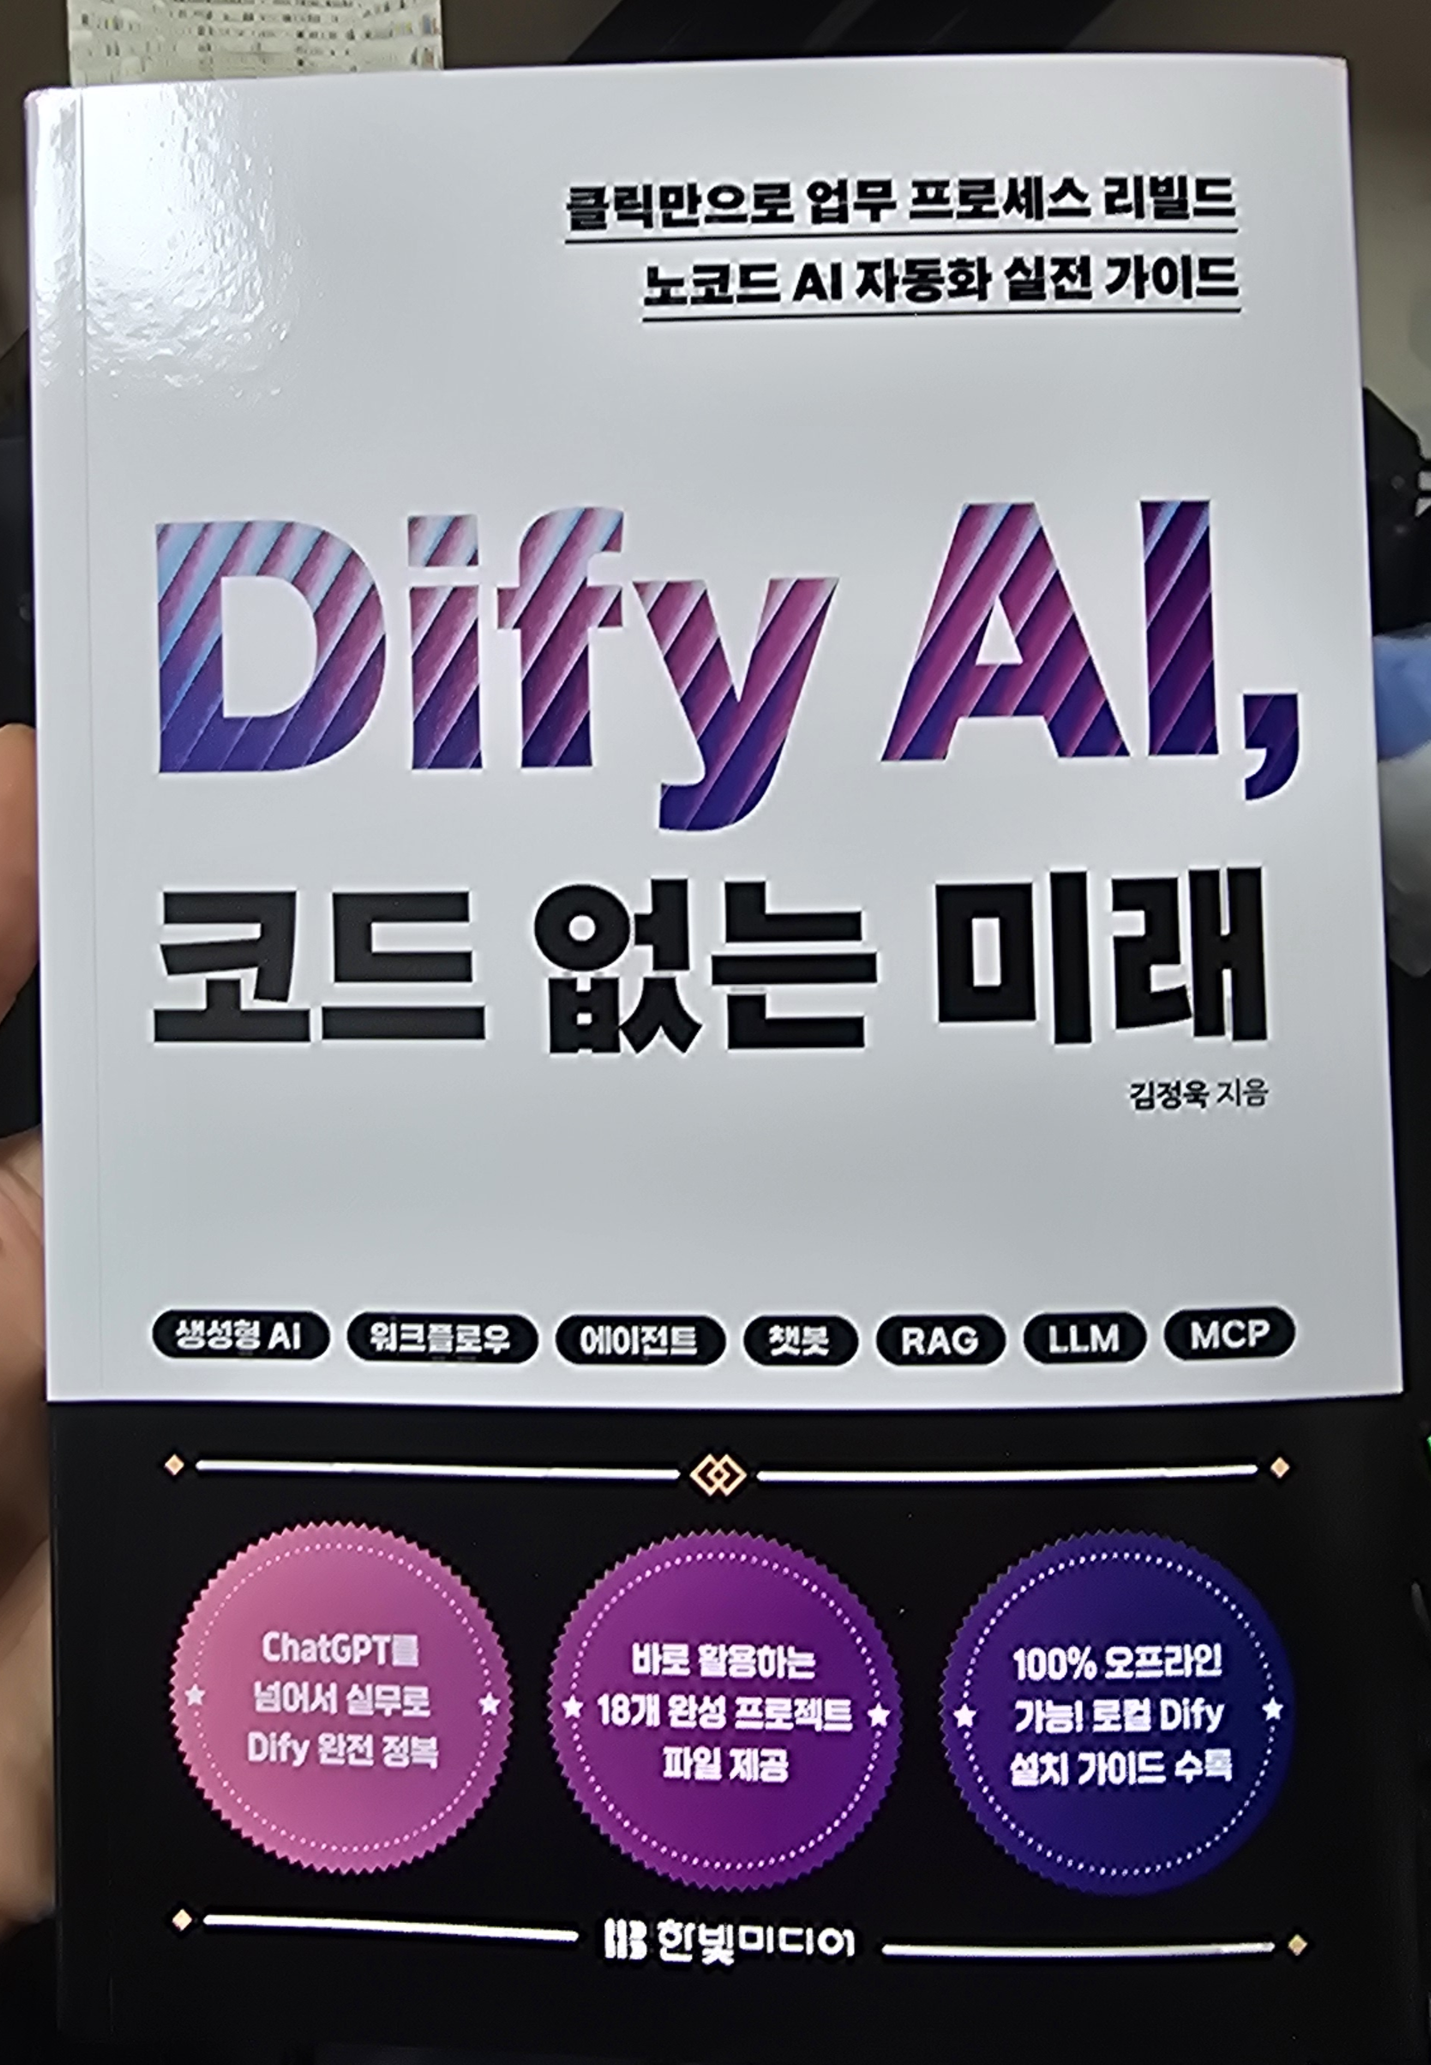 클릭만으로 업무 프로세스 리빌드
노코드 AI 자동화 실전 가이드
Dify AI,
코드 없는 미래
김정욱 지음
생성형 AI 워크플로우 에이전트 챗봇 RAG LLM MCP
ChatGPT를
넘어서 실무로
Dify 완전 정복
바로 활용하는
18개 완성 프로젝트
파일 제공
100% 오프라인
가능! 로컬 Dify
설치 가이드 수록
한빛미디어